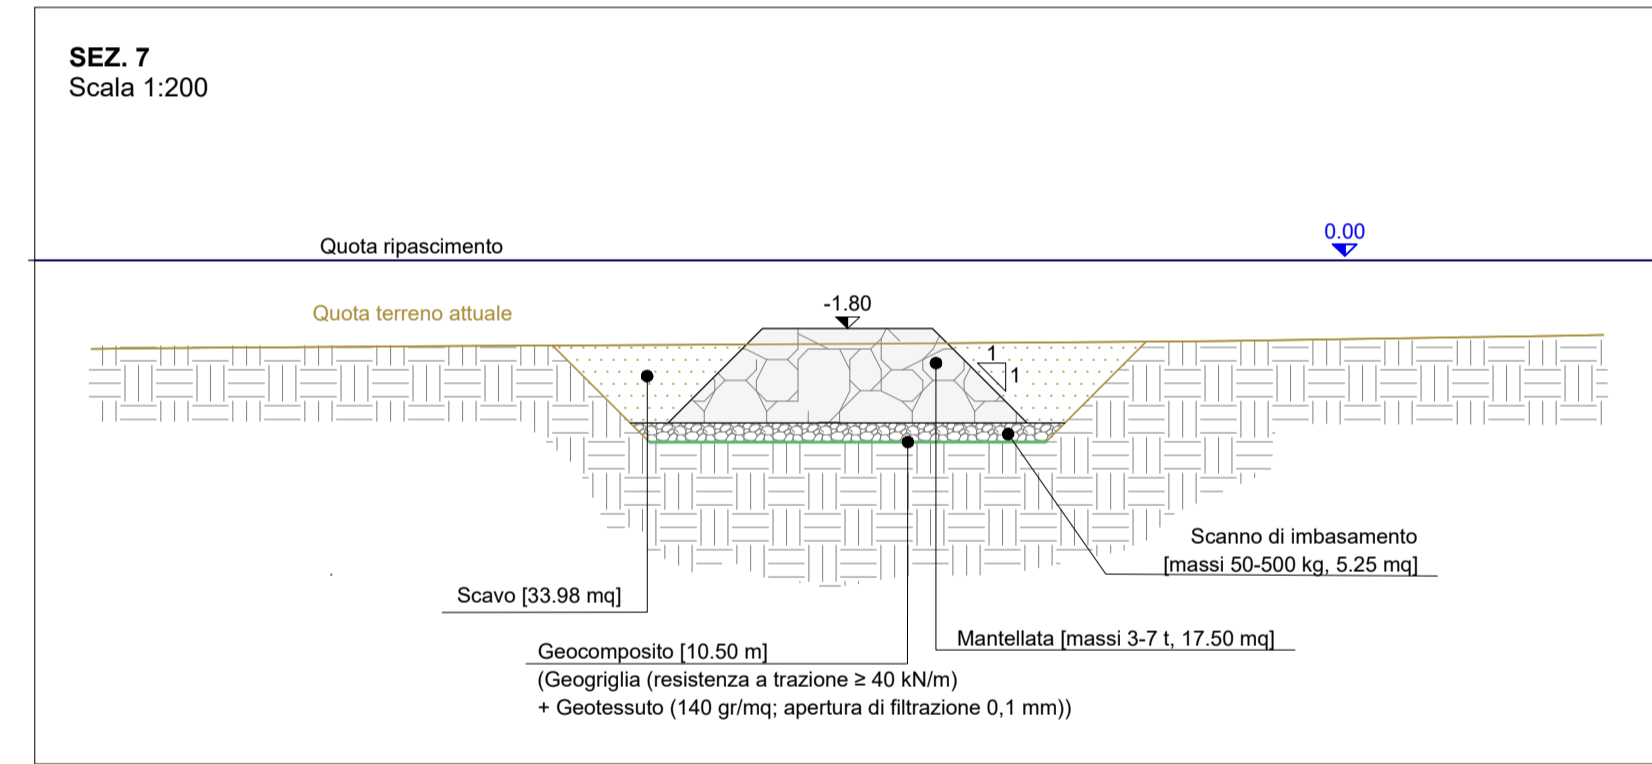 SEZ. 7
Scala 1:200
0.00
Quota ripascimento
-1.80
Quota terreno attuale
1
1
Scanno di imbasamento
[massi 50-500 kg, 5.25 mq]
Scavo [33.98 mq]
Mantellata [massi 3-7 t, 17.50 mq]
Geocomposito [10.50 m]
(Geogriglia (resistenza a trazione ≥ 40 kN/m)
+ Geotessuto (140 gr/mq; apertura di filtrazione 0,1 mm))